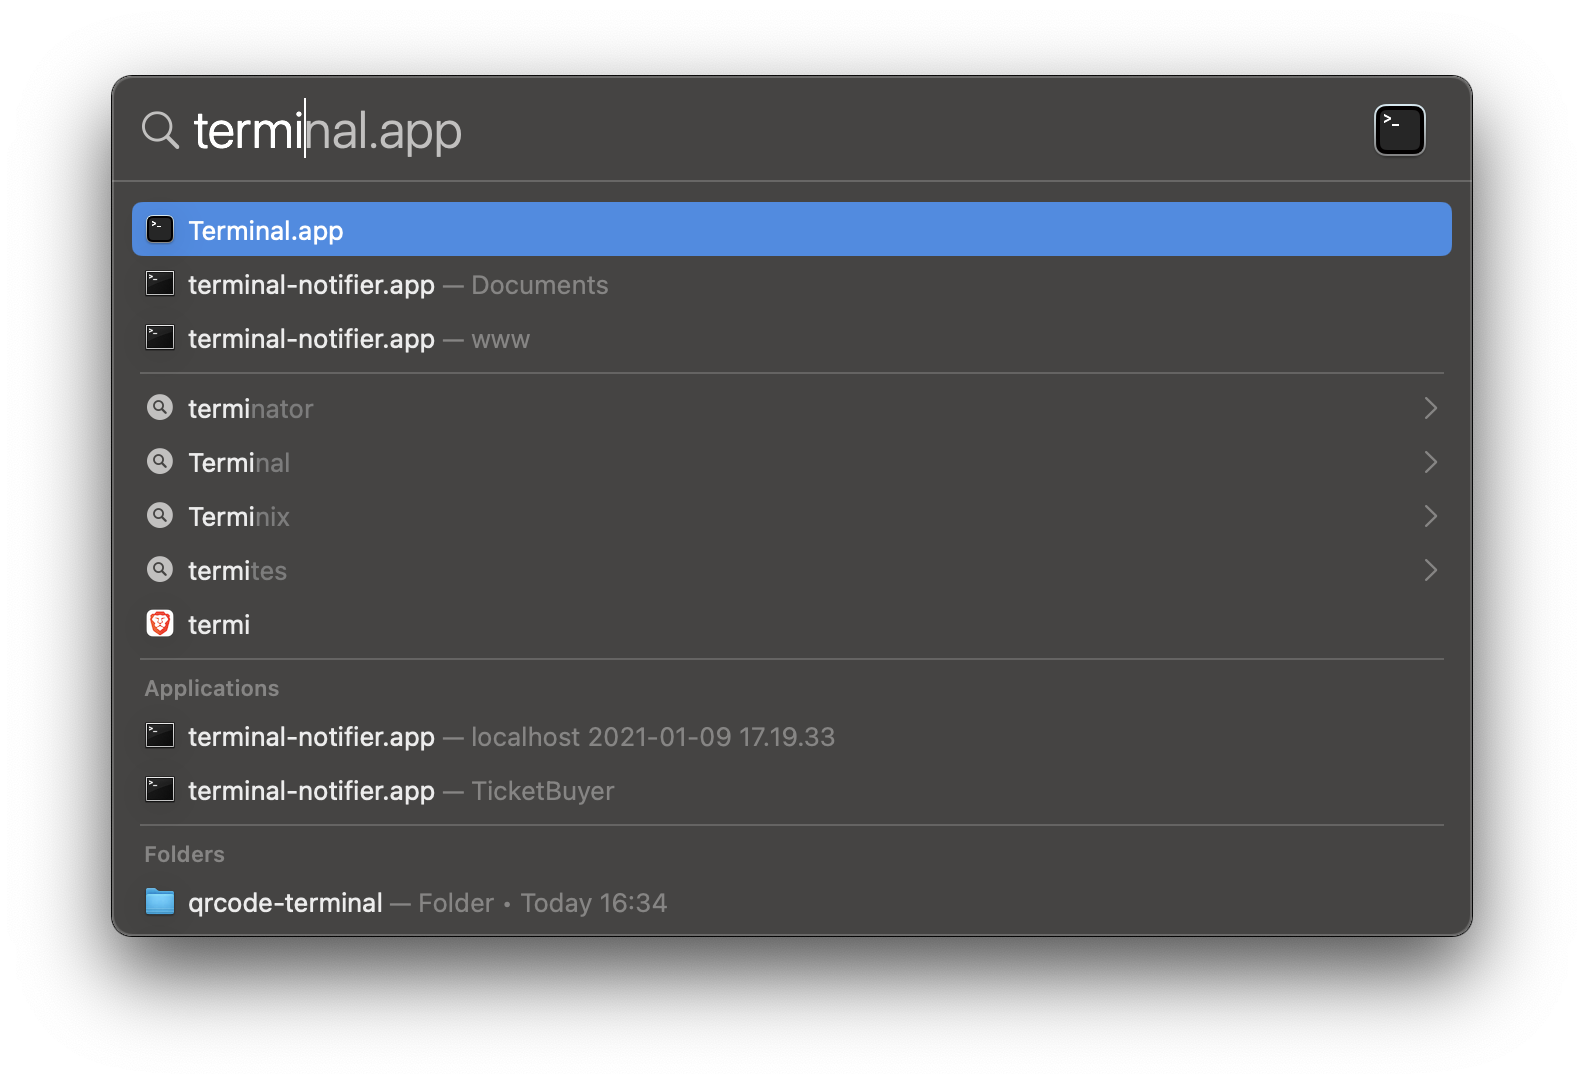 terminal.app
Terminal.app
terminal-notifier.app — Documents
terminal-notifier.app — www
terminator
Terminal
Terminix
termites
termi
Applications
terminal-notifier.app — localhost 2021-01-09 17.19.33
terminal-notifier.app — TicketBuyer
Folders
qrcode-terminal — Folder • Today 16:34